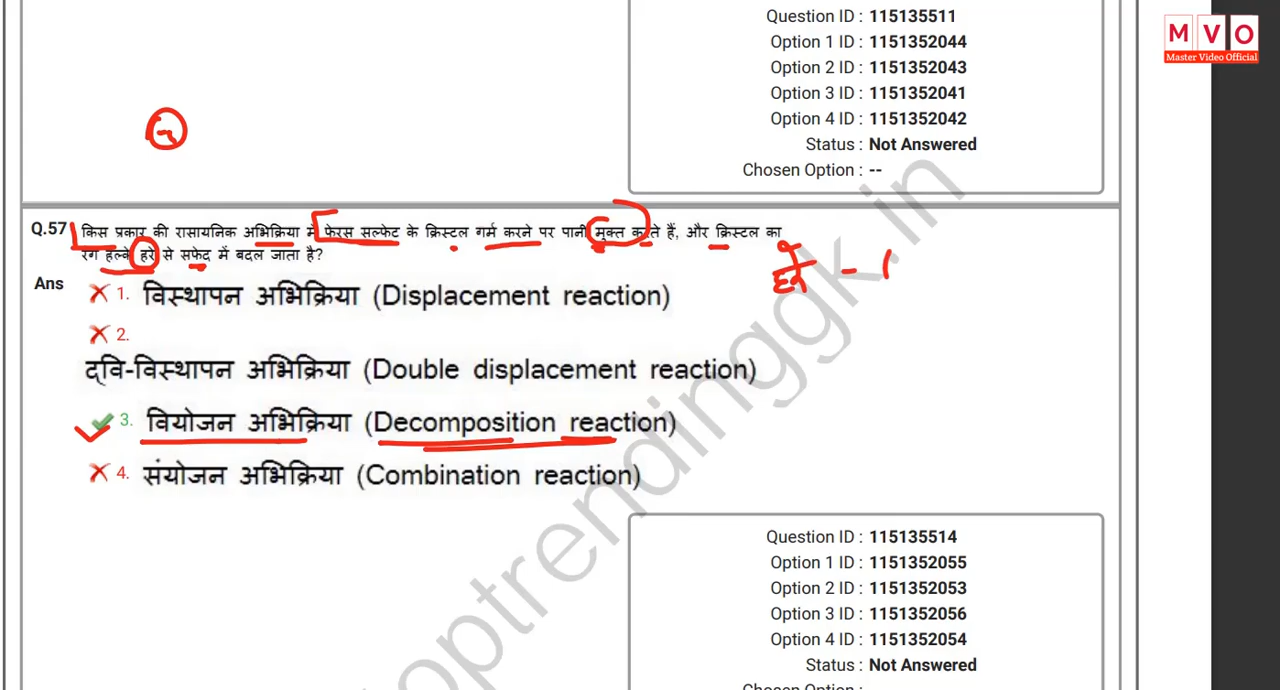 M V O
Master Video Official
Question ID : 115135511
Option 1 ID : 1151352044
Option 2 ID : 1151352043
Option 3 ID : 1151352041
Option 4 ID : 1151352042
Status : Not Answered
Chosen Option : --
Q.57 किस प्रकार की रासायनिक अभिक्रिया में फेरस सल्फेट के क्रिस्टल गर्म करने पर पानी मुक्त करते हैं, और क्रिस्टल का
रंग हल्के हरे से सफेद में बदल जाता है?
Ans
1. विस्थापन अभिक्रिया (Displacement reaction)
2.
द्वि-विस्थापन अभिक्रिया (Double displacement reaction)
3. वियोजन अभिक्रिया (Decomposition reaction)
4. संयोजन अभिक्रिया (Combination reaction)
Question ID : 115135514
Option 1 ID : 1151352055
Option 2 ID : 1151352053
Option 3 ID : 1151352056
Option 4 ID : 1151352054
Status : Not Answered
Chosen Option :
optrendinggk.in